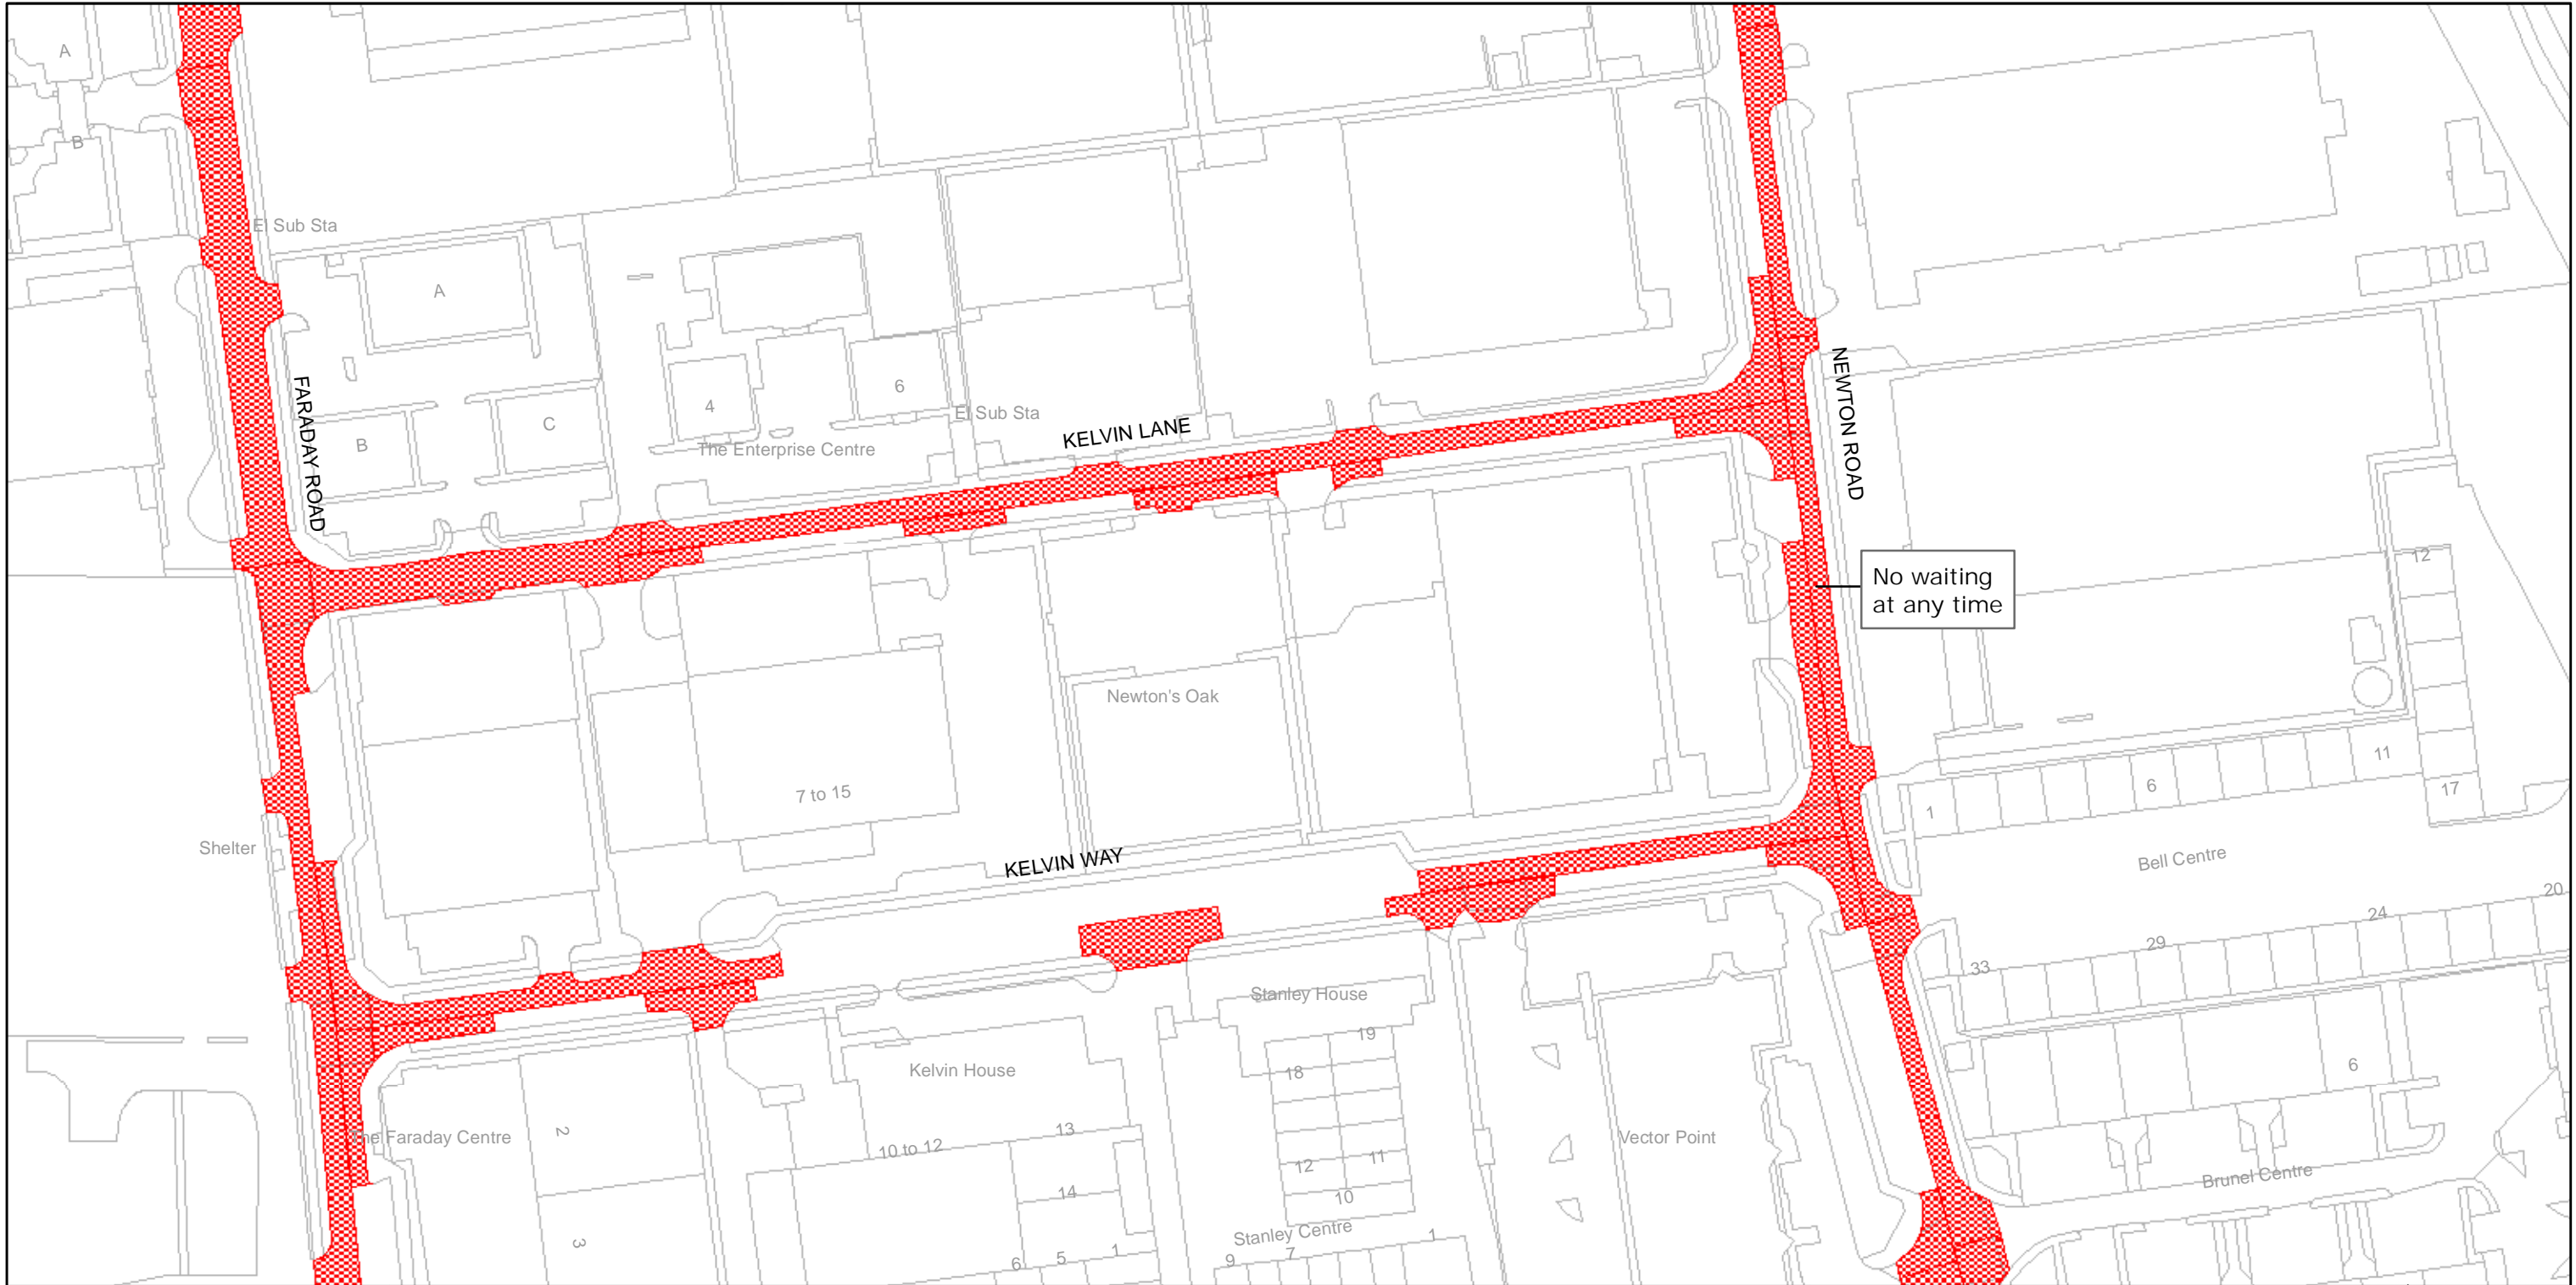 A
B
El Sub Sta
A
B
C
FARADAY ROAD
4
6
El Sub Sta
The Enterprise Centre
KELVIN LANE
NEWTON ROAD
No waiting
at any time
12
Newton's Oak
7 to 15
Shelter
KELVIN WAY
1
6
11
17
Bell Centre
20
24
29
33
Stanley House
19
18
Kelvin House
6
The Faraday Centre
2
10 to 12
13
12
11
Vector Point
14
10
Brunel Centre
3
Stanley Centre
6
5
1
9
7
1